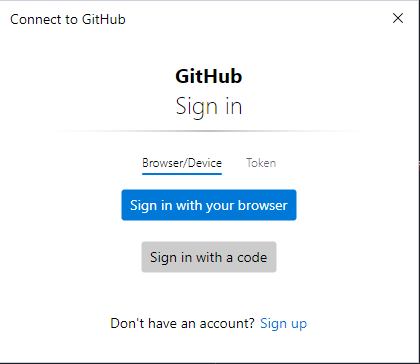 Connect to GitHub
GitHub
Sign in
Browser/Device Token
Sign in with your browser
Sign in with a code
Don't have an account? Sign up